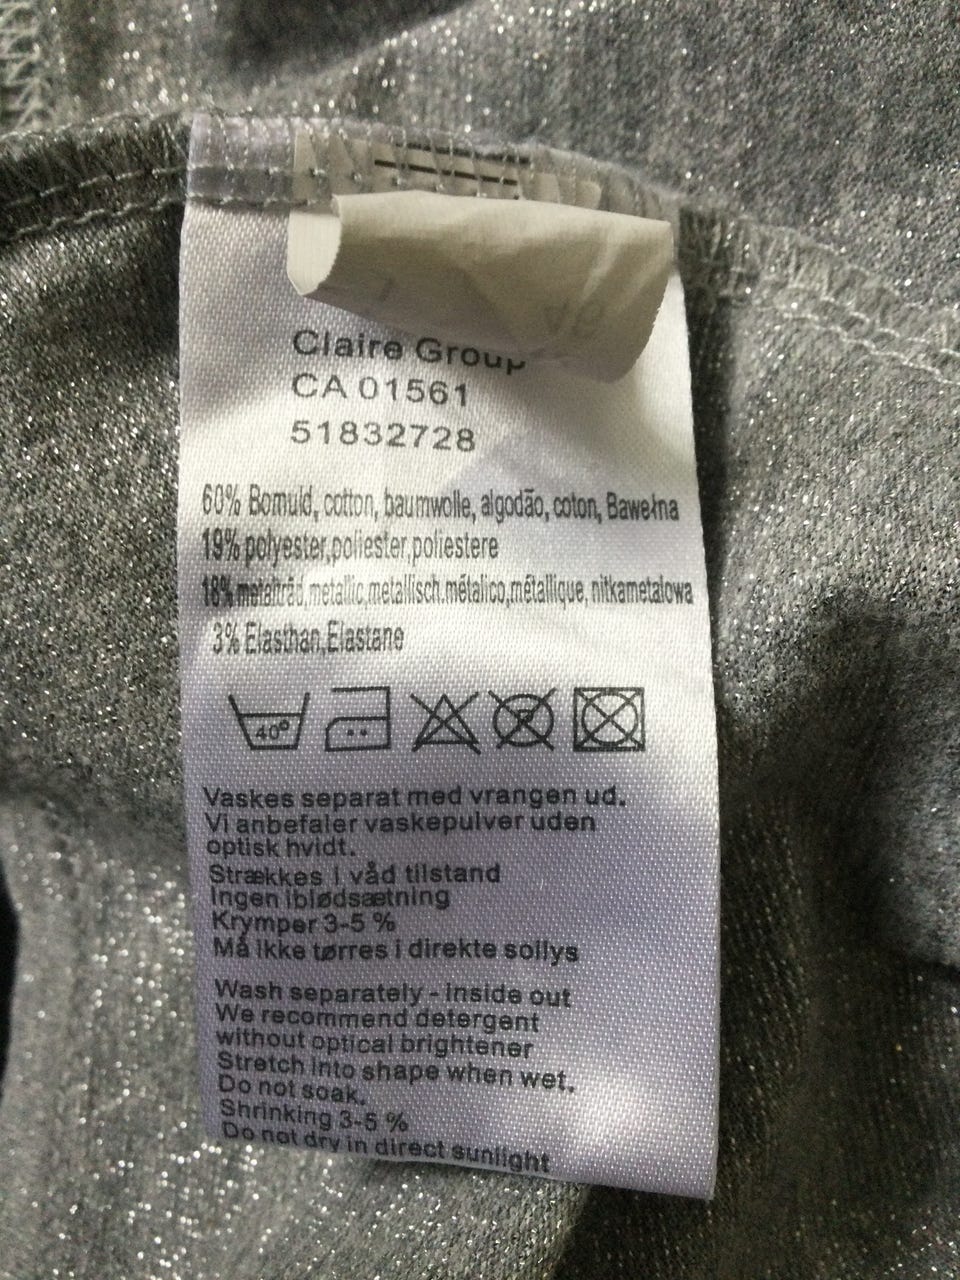 Claire Group
CA 01561
51832728
60% Bomuld, cotton, baumwolle, algodão, coton, Bawełna
19% polyester,poliester,poliestere
18% metaltråd,metallic,metallisch.métalico,métallique, nitkametalowa
3% Elasthan,Elastane
40°
Vaskes separat med vrangen ud.
Vi anbefaler vaskepulver uden
optisk hvidt.
Strækkes i våd tilstand
Ingen iblødsætning
Krymper 3-5 %
Må ikke tørres i direkte sollys
Wash separately - inside out
We recommend detergent
without optical brightener
Stretch into shape when wet.
Do not soak.
Shrinking 3-5 %
Do not dry in direct sunlight